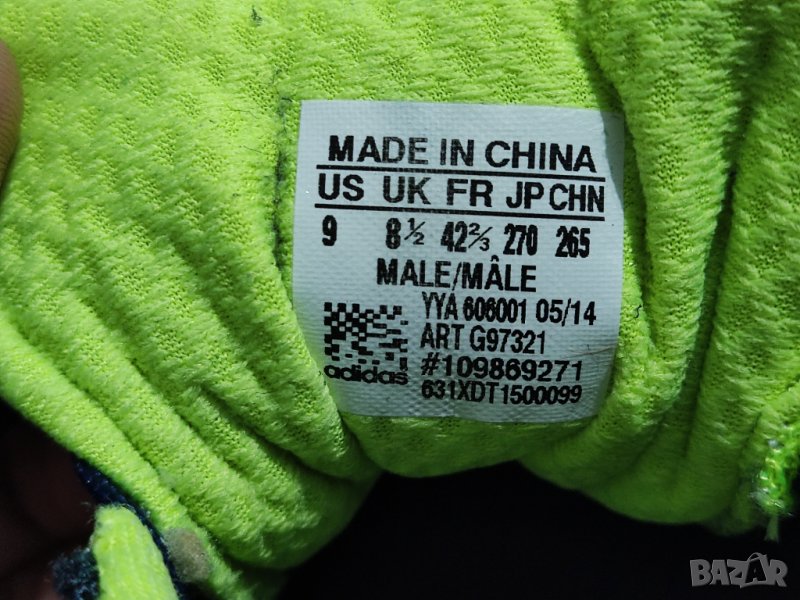 MADE IN CHINA
US UK FR JP CHN
9 8½ 42⅔ 270 265
MALE/MÂLE
YYA 606001 05/14
ART G97321
#109869271
adidas 631XDT1500099
BAZAR